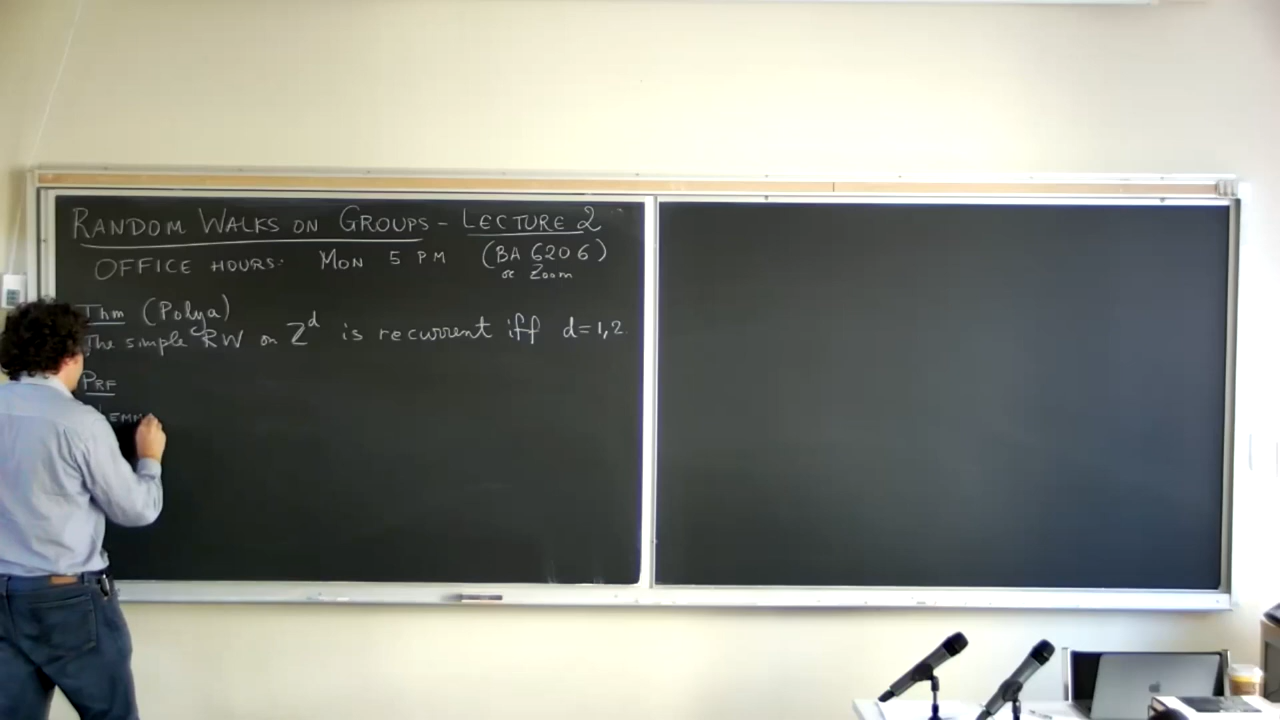 RANDOM WALKS ON GROUPS - LECTURE 2
OFFICE HOURS: MON 5 PM (BA 6206)
or Zoom
Thm (Polya)
The simple RW on Z^d is recurrent iff d=1,2.
PRF
LEMM